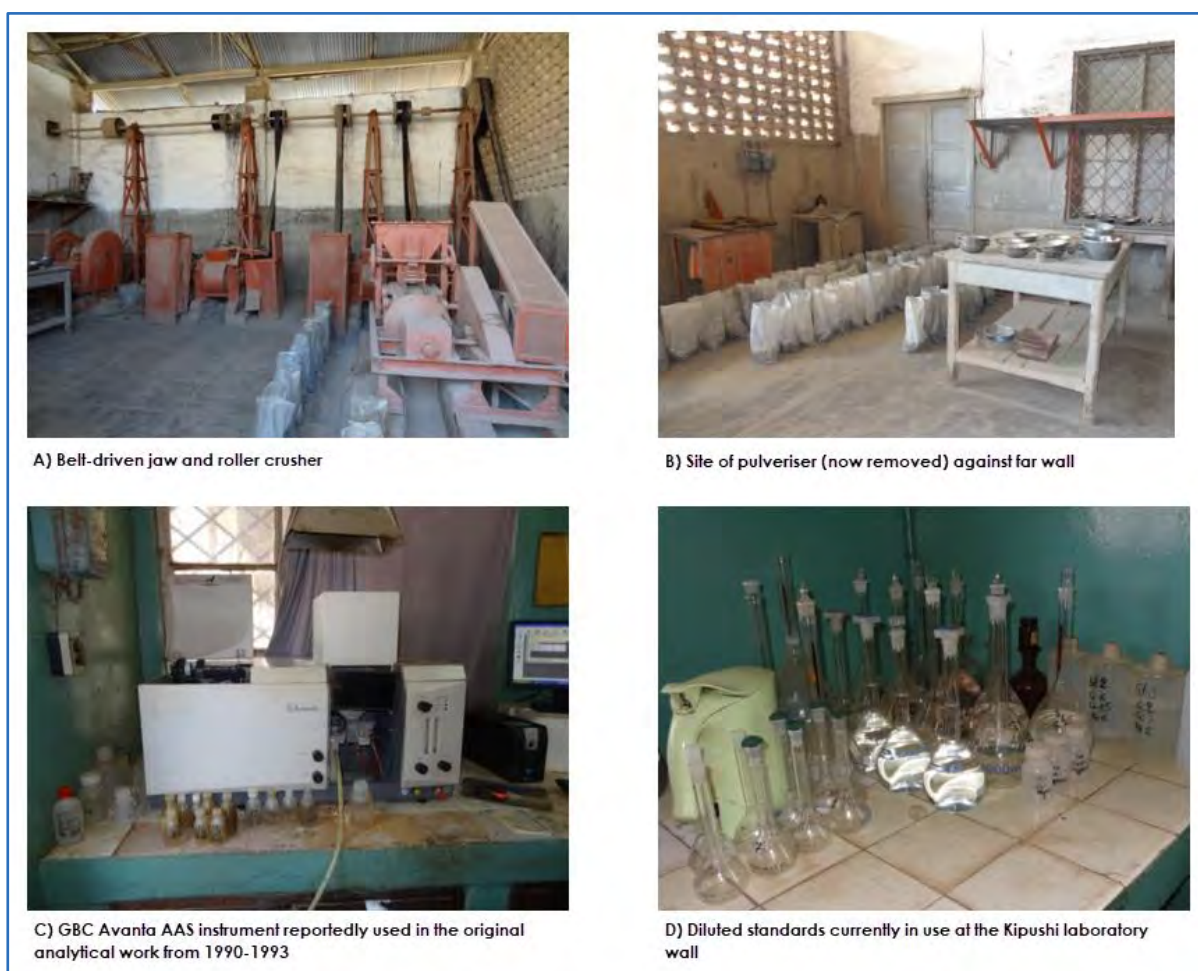 A) Belt-driven jaw and roller crusher
B) Site of pulveriser (now removed) against far wall
C) GBC Avanta AAS instrument reportedly used in the original
analytical work from 1990-1993
D) Diluted standards currently in use at the Kipushi laboratory
wall